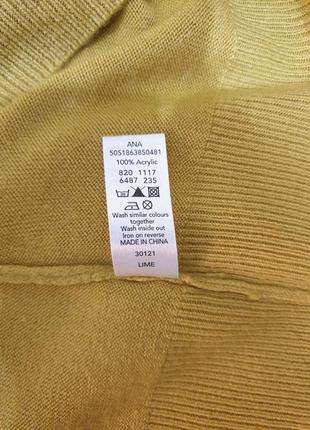 ANA
5051863850481
100% Acrylic
820 1117
6487 235
Wash similar colours
together
Wash inside out
Iron on reverse
MADE IN CHINA
30121
LIME